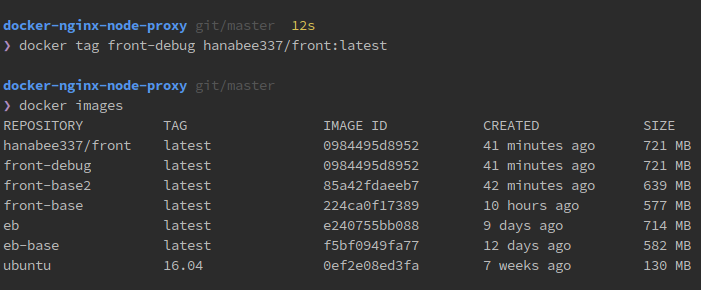 docker-nginx-node-proxy git/master 12s
❯ docker tag front-debug hanabee337/front:latest
docker-nginx-node-proxy git/master
❯ docker images
REPOSITORY TAG IMAGE ID CREATED SIZE
hanabee337/front latest 0984495d8952 41 minutes ago 721 MB
front-debug latest 0984495d8952 41 minutes ago 721 MB
front-base2 latest 85a42fdaeeb7 42 minutes ago 639 MB
front-base latest 224ca0f17389 10 hours ago 577 MB
eb latest e240755bb088 9 days ago 714 MB
eb-base latest f5bf0949fa77 12 days ago 582 MB
ubuntu 16.04 0ef2e08ed3fa 7 weeks ago 130 MB